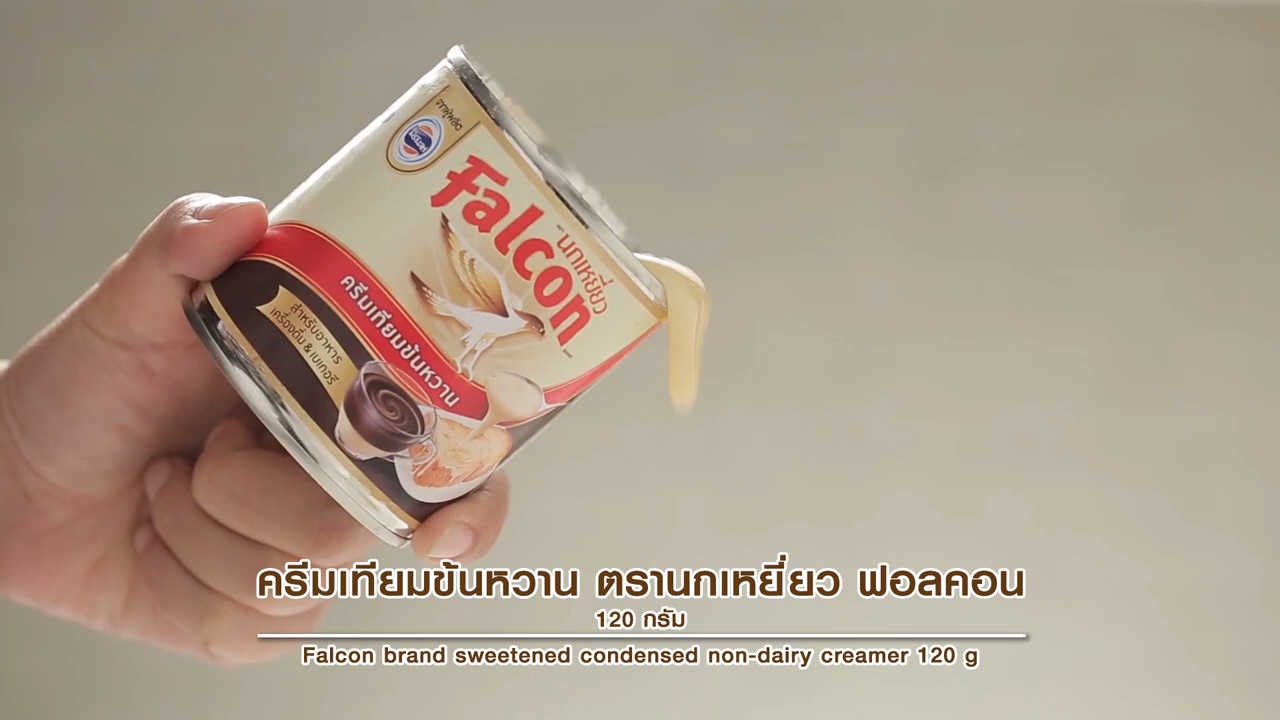 จากผู้ผลิต
Falcon
ตรา
นกเหยี่ยว
ครีมเทียมข้นหวาน
สำหรับอาหาร
เครื่องดื่ม & เบเกอรี่
ครีมเทียมข้นหวาน ตรานกเหยี่ยว ฟอลคอน
120 กรัม
Falcon brand sweetened condensed non-dairy creamer 120 g